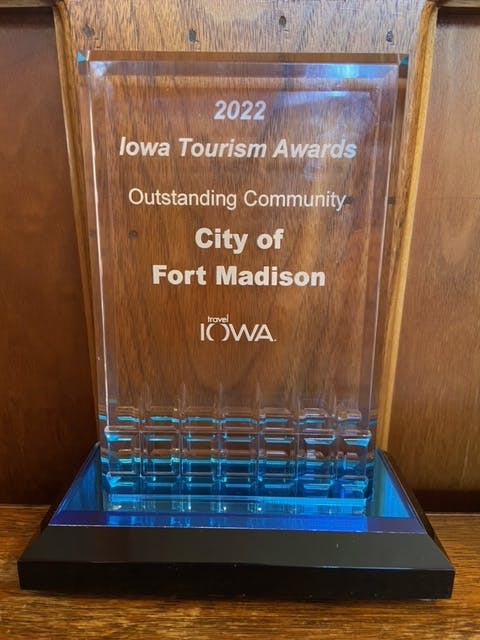 2022
Iowa Tourism Awards
Outstanding Community
City of
Fort Madison
travel
IOWA.